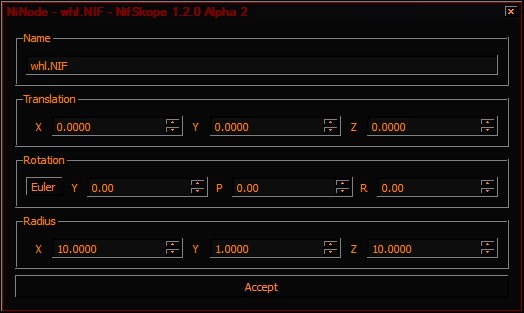 NiNode - whl.NIF - NifSkope 1.2.0 Alpha 2
Name
whl.NIF
Translation
X 0.0000 Y 0.0000 Z 0.0000
Rotation
Euler Y 0.00 P 0.00 R 0.00
Radius
X 10.0000 Y 1.0000 Z 10.0000
Accept